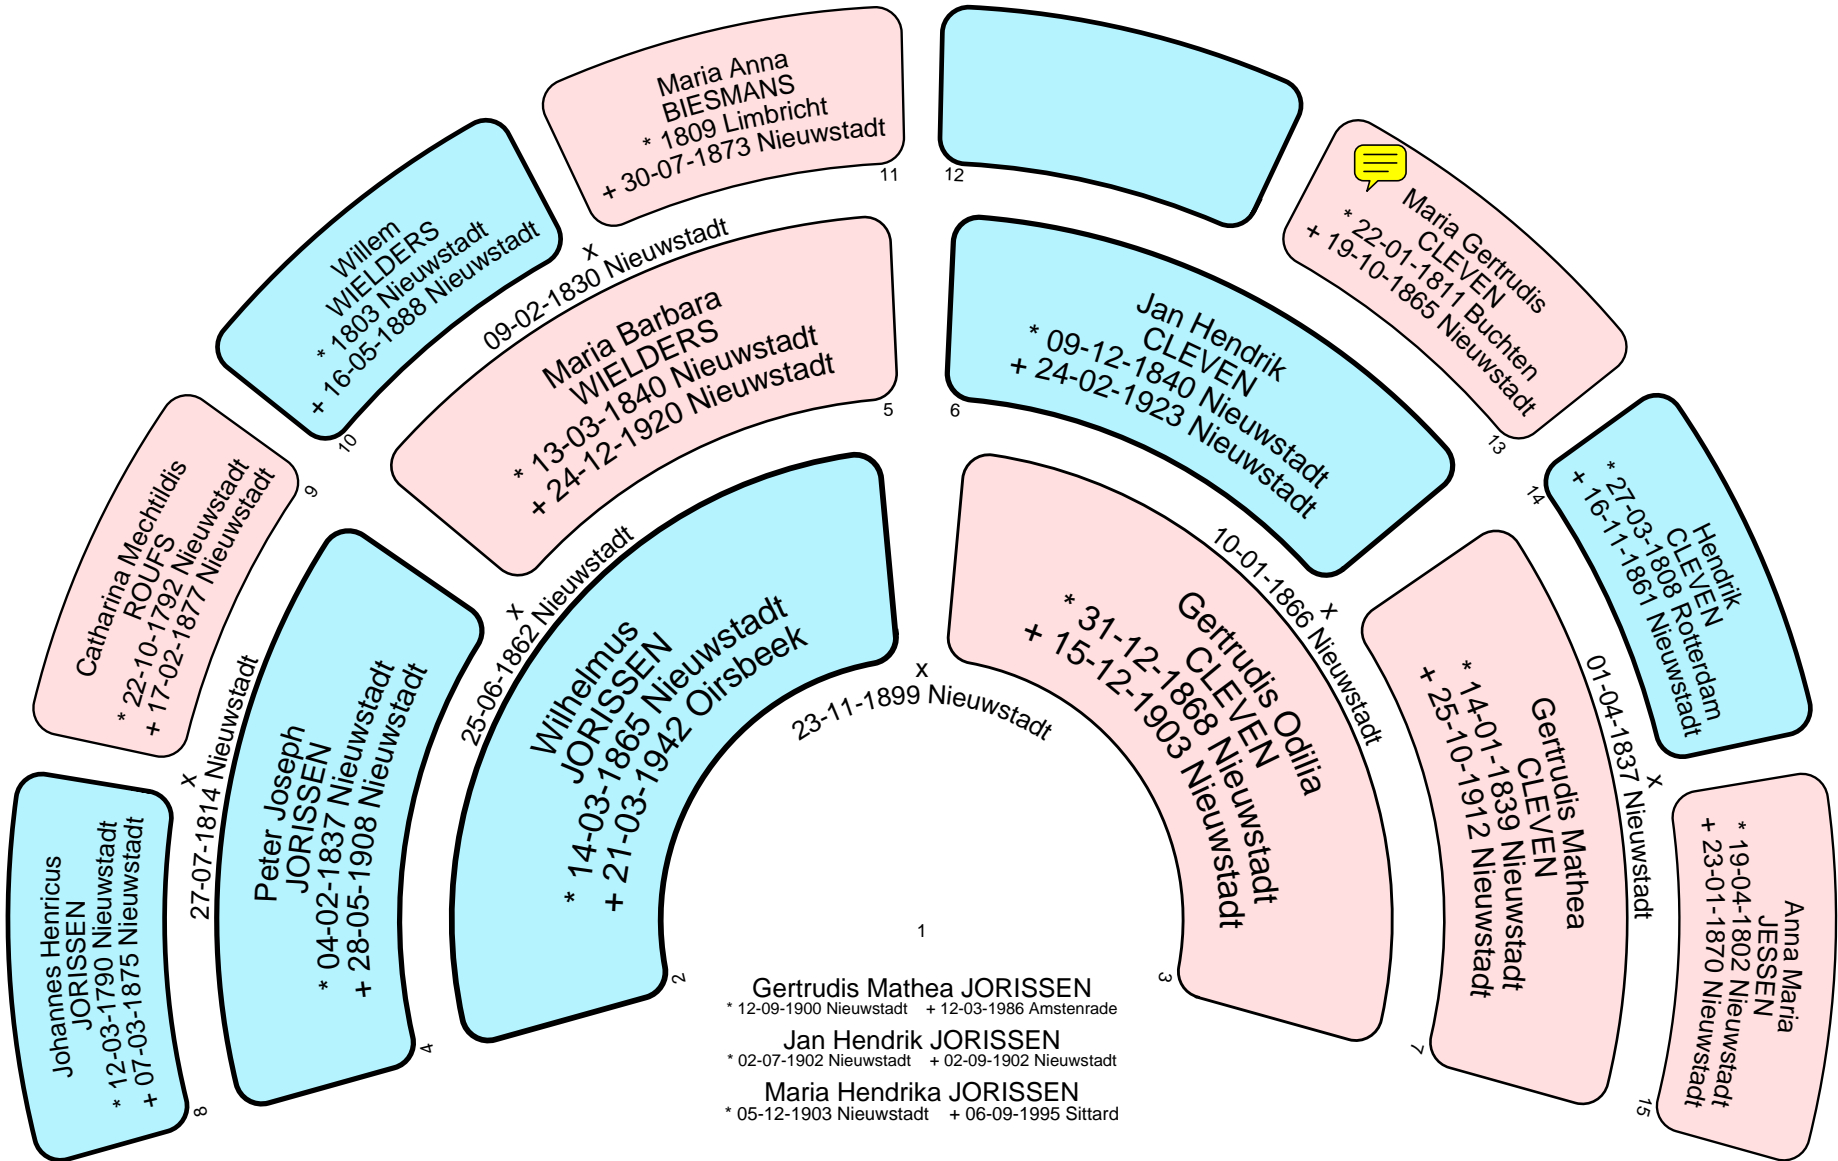 Maria Anna
BIESMANS
* 1809 Limbricht
+ 30-07-1873 Nieuwstadt
11
12
Maria Gertrudis
CLEVEN
* 22-01-1811 Buchten
+ 19-10-1865 Nieuwstadt
13
Willem
WIELDERS
* 1803 Nieuwstadt
+ 16-05-1888 Nieuwstadt
10
x
09-02-1830 Nieuwstadt
Maria Barbara
WIELDERS
* 13-03-1840 Nieuwstadt
+ 24-12-1920 Nieuwstadt
5
6
Jan Hendrik
CLEVEN
* 09-12-1840 Nieuwstadt
+ 24-02-1923 Nieuwstadt
Catharina Mechtildis
ROUFS
* 22-10-1792 Nieuwstadt
+ 17-02-1877 Nieuwstadt
9
14
Hendrik
CLEVEN
* 27-03-1808 Rotterdam
+ 16-11-1861 Nieuwstadt
x
25-06-1862 Nieuwstadt
Wilhelmus
JORISSEN
* 14-03-1865 Nieuwstadt
+ 21-03-1942 Oirsbeek
2
x
23-11-1899 Nieuwstadt
Gertrudis Odilia
CLEVEN
* 31-12-1868 Nieuwstadt
+ 15-12-1903 Nieuwstadt
3
x
10-01-1866 Nieuwstadt
x
27-07-1814 Nieuwstadt
Peter Joseph
JORISSEN
* 04-02-1837 Nieuwstadt
+ 28-05-1908 Nieuwstadt
4
Gertrudis Mathea
CLEVEN
* 14-01-1839 Nieuwstadt
+ 25-10-1912 Nieuwstadt
7
x
01-04-1837 Nieuwstadt
Johannes Henricus
JORISSEN
* 12-03-1790 Nieuwstadt
+ 07-03-1875 Nieuwstadt
8
Anna Maria
JESSEN
* 19-04-1802 Nieuwstadt
+ 23-01-1870 Nieuwstadt
15
1
Gertrudis Mathea JORISSEN
* 12-09-1900 Nieuwstadt + 12-03-1986 Amstenrade
Jan Hendrik JORISSEN
* 02-07-1902 Nieuwstadt + 02-09-1902 Nieuwstadt
Maria Hendrika JORISSEN
* 05-12-1903 Nieuwstadt + 06-09-1995 Sittard